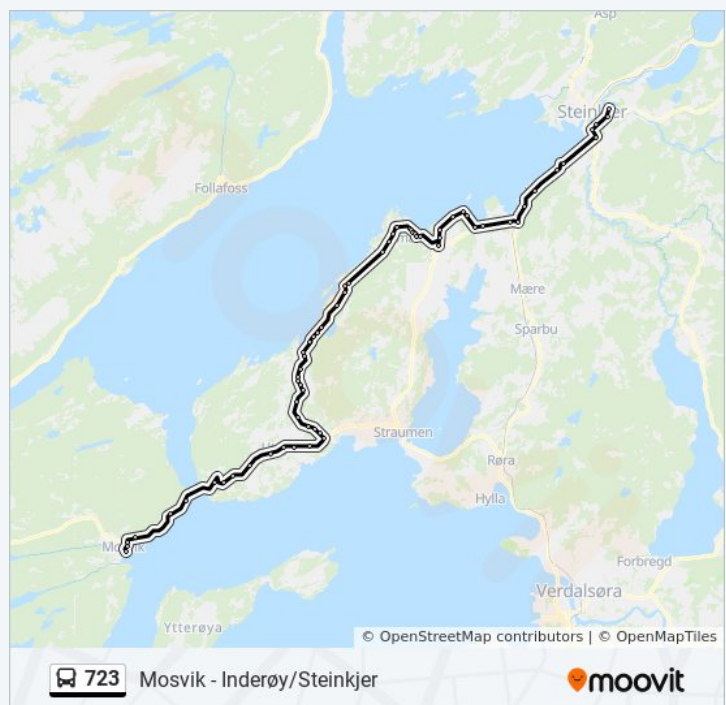 Asp
Steinkjer
Follafoss
Mære
Sparbu
Straumen
Røra
Hylla
Mosvik
Forbregd
Verdalsøra
Ytterøya
© OpenStreetMap contributors | © OpenMapTiles
723 Mosvik - Inderøy/Steinkjer
moovit